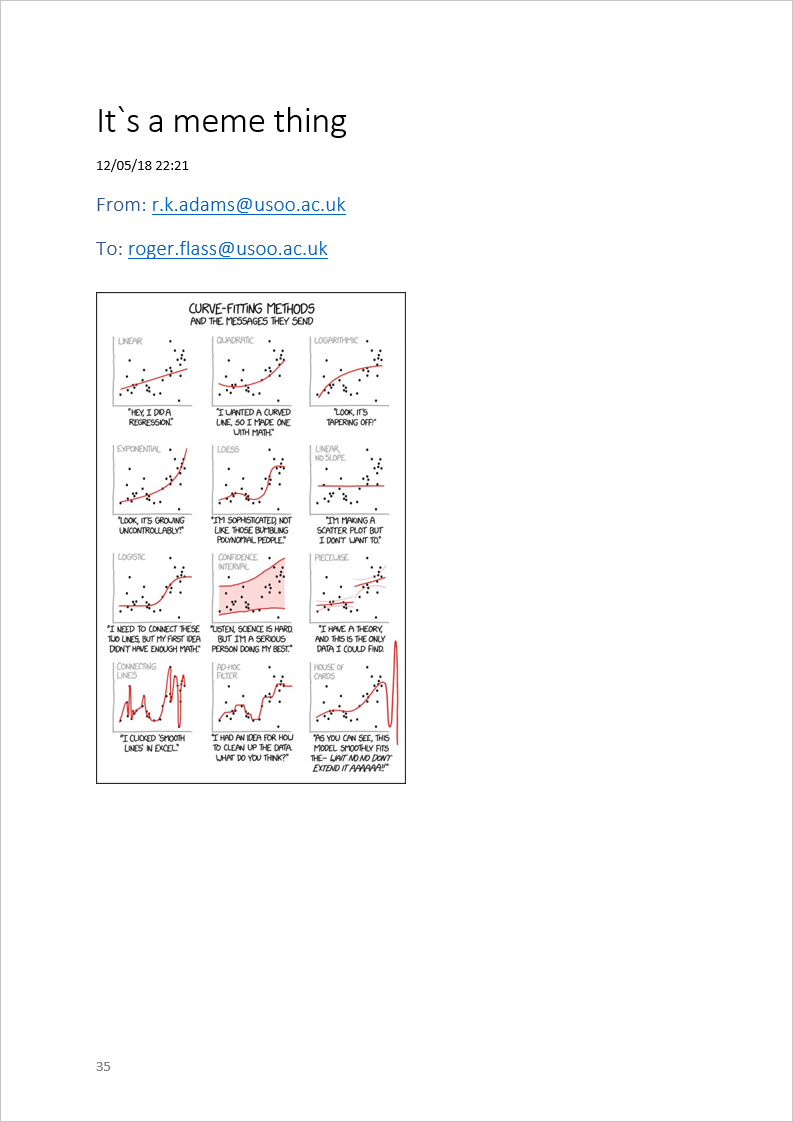 It`s a meme thing
12/05/18 22:21
From: r.k.adams@usoo.ac.uk
To: roger.flass@usoo.ac.uk
CURVE-FITTING METHODS
AND THE MESSAGES THEY SEND
LINEAR
"HEY, I DID A
REGRESSION."
QUADRATIC
"I WANTED A CURVED
LINE, SO I MADE ONE
WITH MATH."
LOGARITHMIC
"LOOK, IT'S
TAPERING OFF!"
EXPONENTIAL
"LOOK, IT'S GROWING
UNCONTROLLABLY!"
LOESS
"I'M SOPHISTICATED, NOT
LIKE THOSE BUMBLING
POLYNOMIAL PEOPLE."
LINEAR,
NO SLOPE
"I'M MAKING A
SCATTER PLOT BUT
I DON'T WANT TO."
LOGISTIC
"I NEED TO CONNECT THESE
TWO LINES, BUT MY FIRST IDEA
DIDN'T HAVE ENOUGH MATH."
CONFIDENCE
INTERVAL
"LISTEN, SCIENCE IS HARD.
BUT I'M A SERIOUS
PERSON DOING MY BEST."
PIECEWISE
"I HAVE A THEORY,
AND THIS IS THE ONLY
DATA I COULD FIND.
CONNECTING
LINES
"I CLICKED 'SMOOTH
LINES' IN EXCEL."
AD-HOC
FILTER
"I HAD AN IDEA FOR HOW
TO CLEAN UP THE DATA.
WHAT DO YOU THINK?"
HOUSE OF
CARDS
"AS YOU CAN SEE, THIS
MODEL SMOOTHLY FITS
THE- WAIT NO NO DON'T
EXTEND IT AAAAAA!!"
35